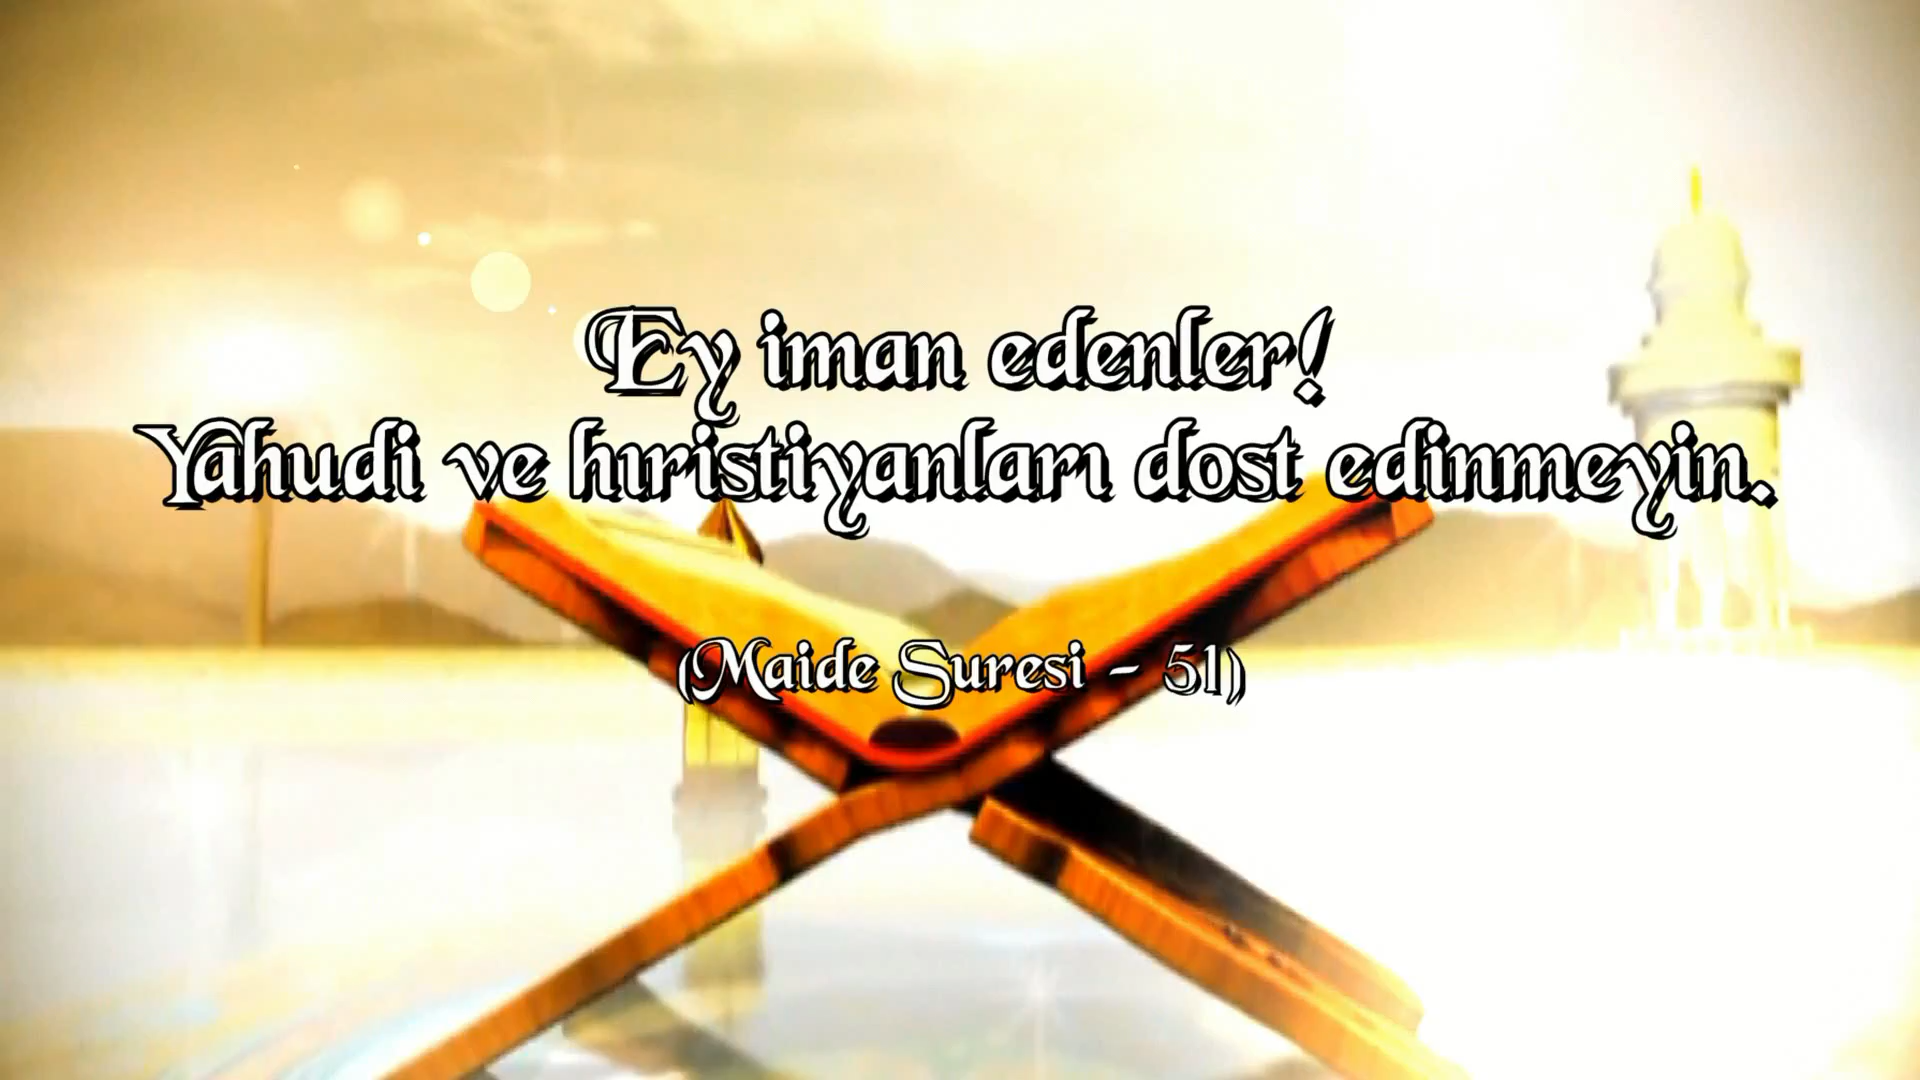 Ey iman edenler!
Yahudi ve hıristiyanları dost edinmeyin.
(Maide Suresi - 51)